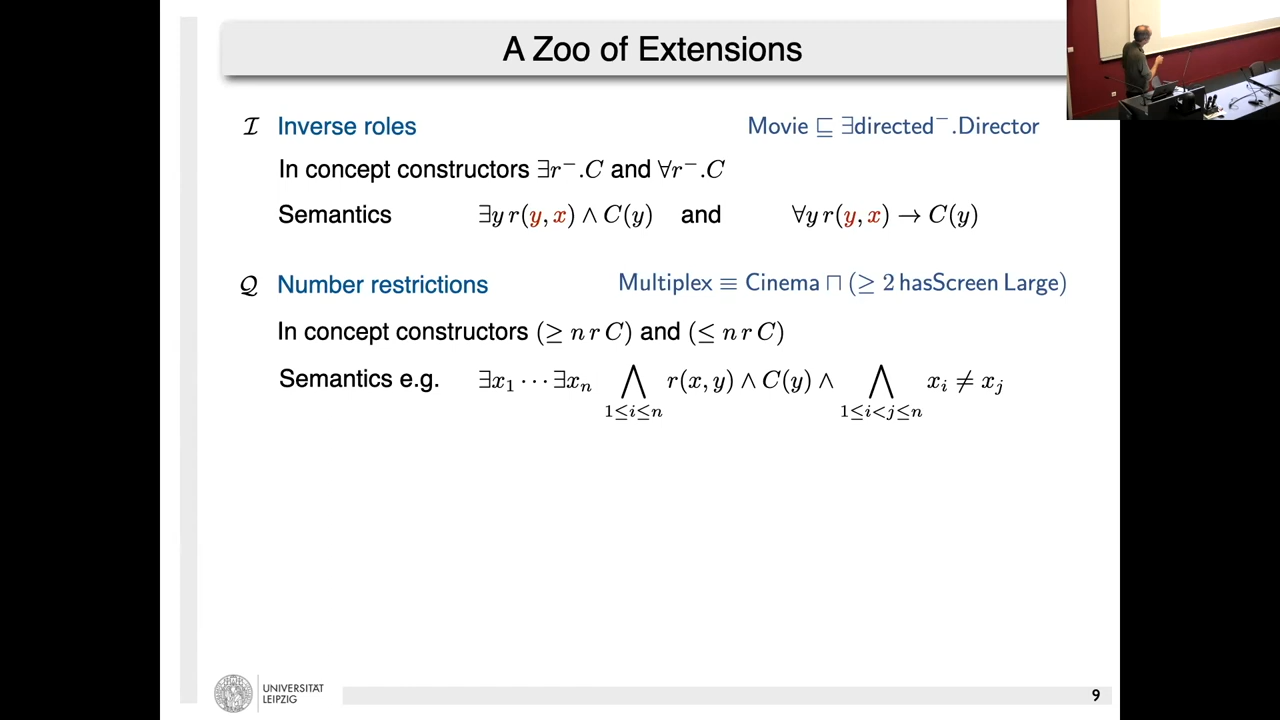 A Zoo of Extensions
ℐ Inverse roles Movie ⊑ ∃directed⁻.Director
In concept constructors ∃r⁻.C and ∀r⁻.C
Semantics ∃y r(y, x) ∧ C(y) and ∀y r(y, x) → C(y)
𝒬 Number restrictions Multiplex ≡ Cinema ⊓ (≥ 2 hasScreen Large)
In concept constructors (≥ n r C) and (≤ n r C)
Semantics e.g. ∃x₁ ⋯ ∃xₙ ⋀ r(x, y) ∧ C(y) ∧ ⋀ xᵢ ≠ xⱼ
1≤i≤n 1≤i<j≤n
UNIVERSITÄT
LEIPZIG
9